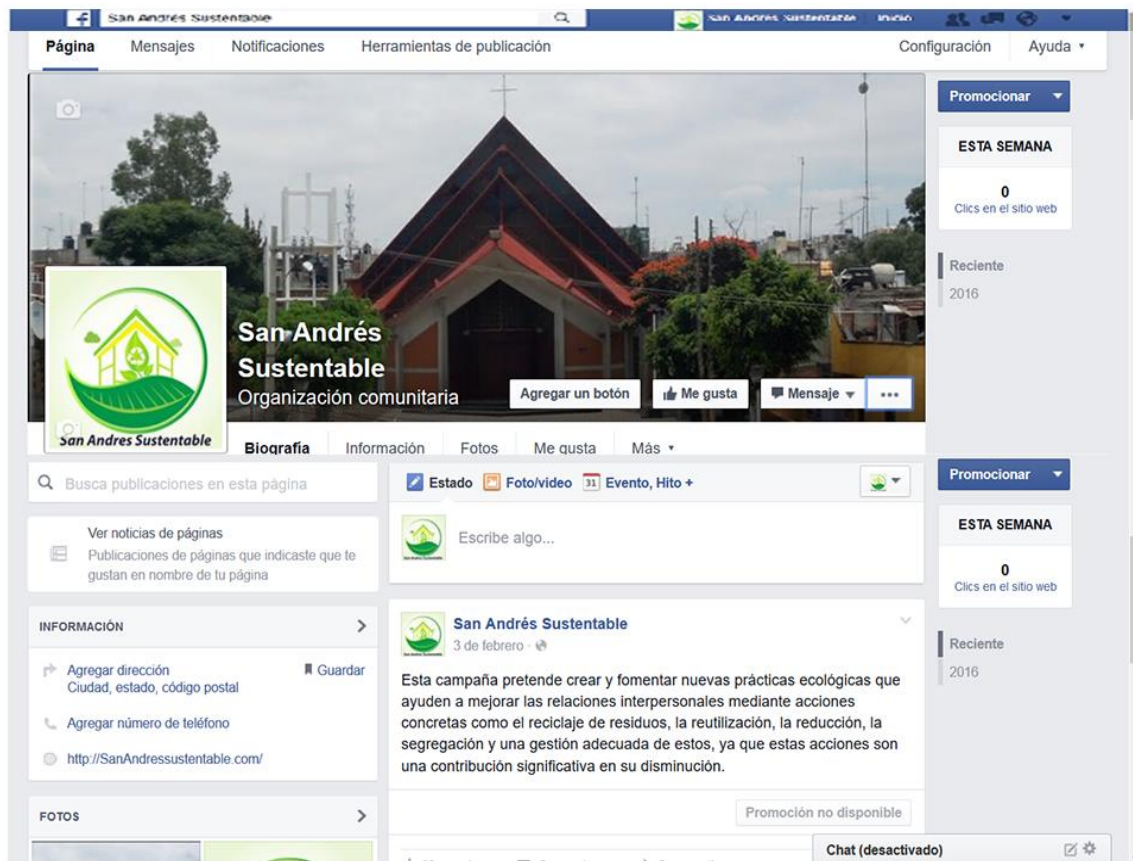 San Andrés Sustentable
San Andrés Sustentable Inicio
Página Mensajes Notificaciones Herramientas de publicación Configuración Ayuda
Promocionar
ESTA SEMANA
0
Clics en el sitio web
Reciente
2016
San Andrés
Sustentable
Organización comunitaria
Agregar un botón Me gusta Mensaje
San Andres Sustentable
Biografía Información Fotos Me gusta Más
Busca publicaciones en esta página
Ver noticias de páginas
Publicaciones de páginas que indicaste que te
gustan en nombre de tu página
INFORMACIÓN
Agregar dirección Guardar
Ciudad, estado, código postal
Agregar número de teléfono
http://SanAndressustentable.com/
FOTOS
Estado Foto/video 31 Evento, Hito +
Escribe algo...
San Andrés Sustentable
3 de febrero
Esta campaña pretende crear y fomentar nuevas prácticas ecológicas que
ayuden a mejorar las relaciones interpersonales mediante acciones
concretas como el reciclaje de residuos, la reutilización, la reducción, la
segregación y una gestión adecuada de estos, ya que estas acciones son
una contribución significativa en su disminución.
Promoción no disponible
Promocionar
ESTA SEMANA
0
Clics en el sitio web
Reciente
2016
Chat (desactivado)